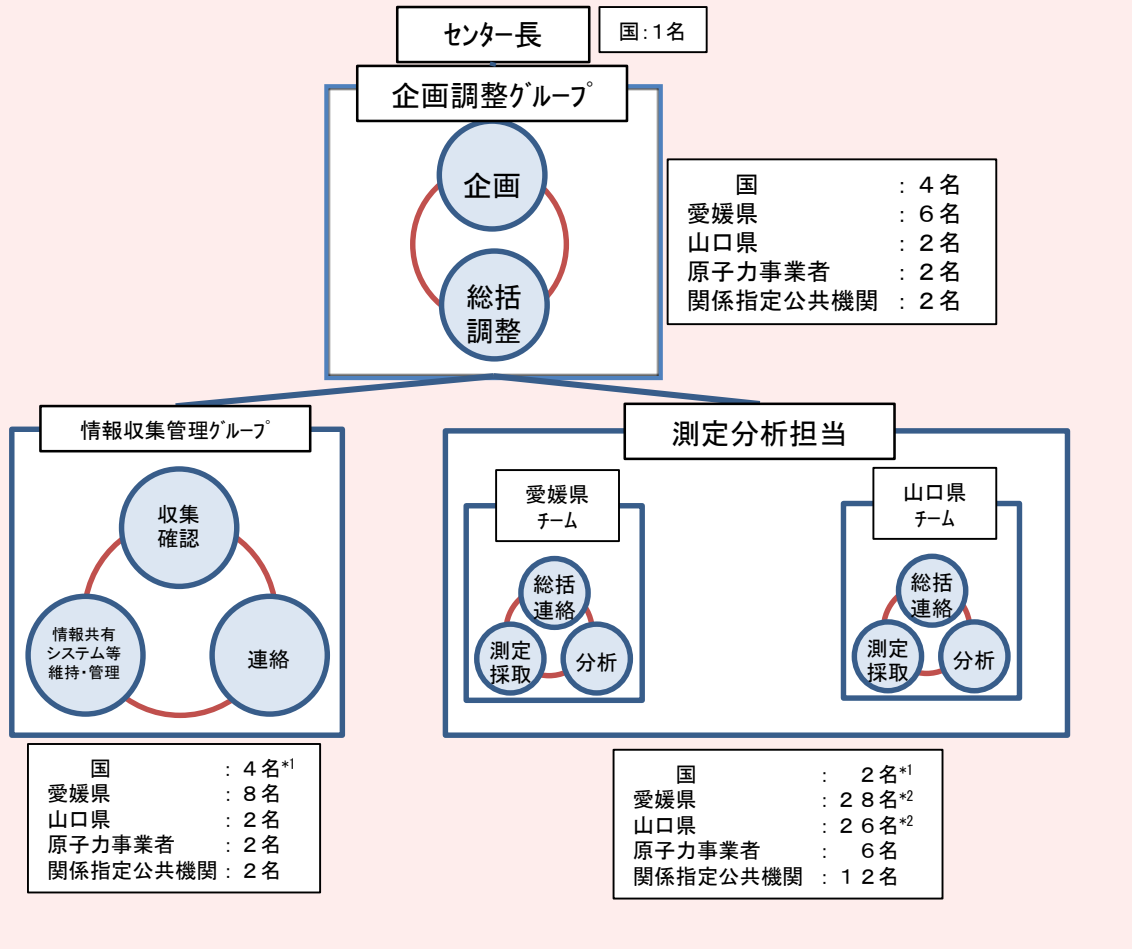 センター長
国:1名
企画調整ｸﾞﾙｰﾌﾟ
企画
総括
調整
国 : 4名
愛媛県 : 6名
山口県 : 2名
原子力事業者 : 2名
関係指定公共機関 : 2名
情報収集管理ｸﾞﾙｰﾌﾟ
収集
確認
情報共有
システム等
維持・管理
連絡
国 : 4名*1
愛媛県 : 8名
山口県 : 2名
原子力事業者 : 2名
関係指定公共機関 : 2名
測定分析担当
愛媛県
チーム
総括
連絡
測定
採取
分析
山口県
チーム
総括
連絡
測定
採取
分析
国 : 2名*1
愛媛県 : 28名*2
山口県 : 26名*2
原子力事業者 : 6名
関係指定公共機関 : 12名